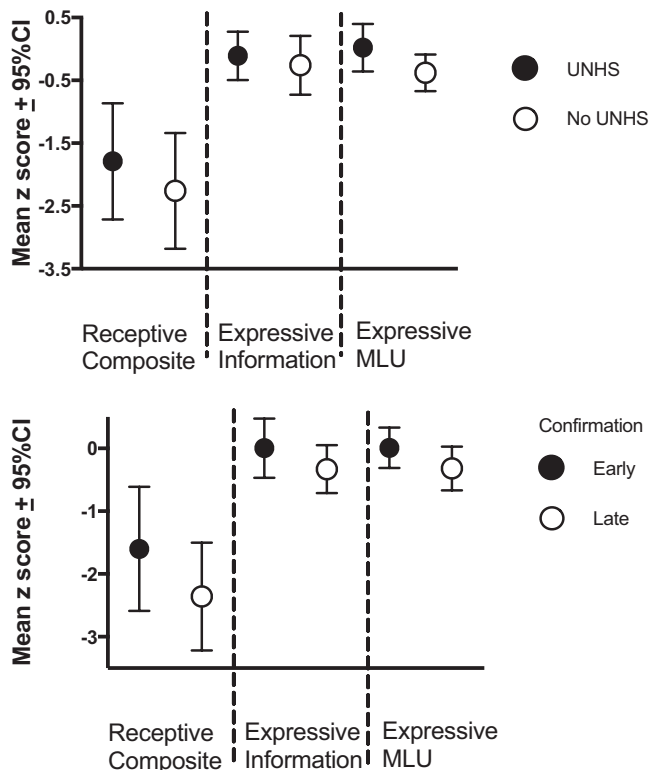 Mean z score ± 95%CI
0.5
-0.5
-1.5
-2.5
-3.5
Receptive
Composite
Expressive
Information
Expressive
MLU
UNHS
No UNHS
Mean z score ± 95%CI
0
-1
-2
-3
Receptive
Composite
Expressive
Information
Expressive
MLU
Confirmation
Early
Late